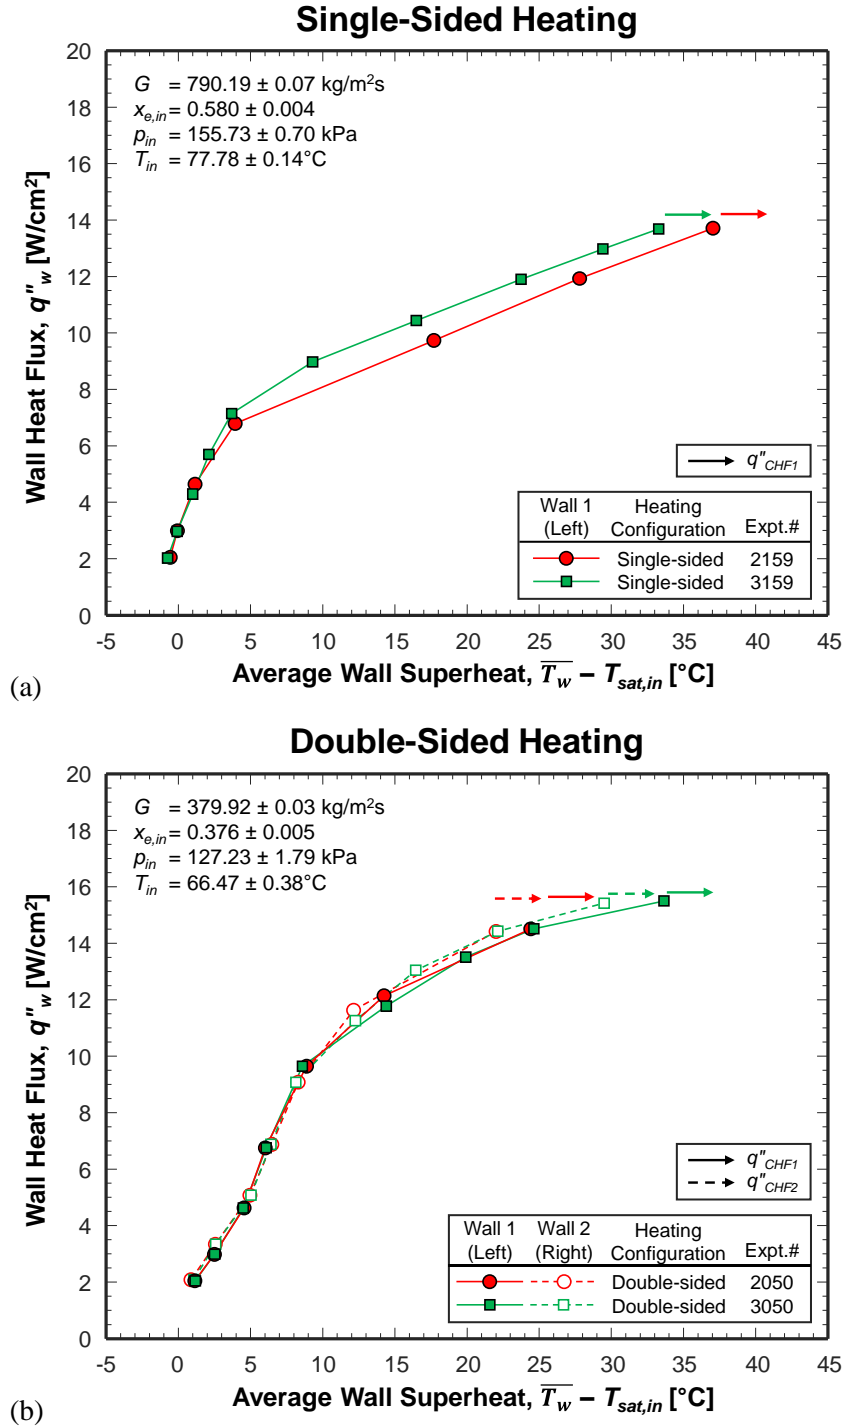 Single-Sided Heating
G = 790.19 ± 0.07 kg/m²s
xe,in = 0.580 ± 0.004
pin = 155.73 ± 0.70 kPa
Tin = 77.78 ± 0.14°C
20
18
16
14
12
10
8
6
4
2
0
Wall Heat Flux, q"w [W/cm²]
q"CHF1
Wall 1 Heating
(Left) Configuration Expt.#
Single-sided 2159
Single-sided 3159
-5 0 5 10 15 20 25 30 35 40 45
Average Wall Superheat, T̅w – Tsat,in [°C]
(a)
Double-Sided Heating
G = 379.92 ± 0.03 kg/m²s
xe,in = 0.376 ± 0.005
pin = 127.23 ± 1.79 kPa
Tin = 66.47 ± 0.38°C
20
18
16
14
12
10
8
6
4
2
0
Wall Heat Flux, q"w [W/cm²]
q"CHF1
q"CHF2
Wall 1 Wall 2 Heating
(Left) (Right) Configuration Expt.#
Double-sided 2050
Double-sided 3050
-5 0 5 10 15 20 25 30 35 40 45
Average Wall Superheat, T̅w – Tsat,in [°C]
(b)